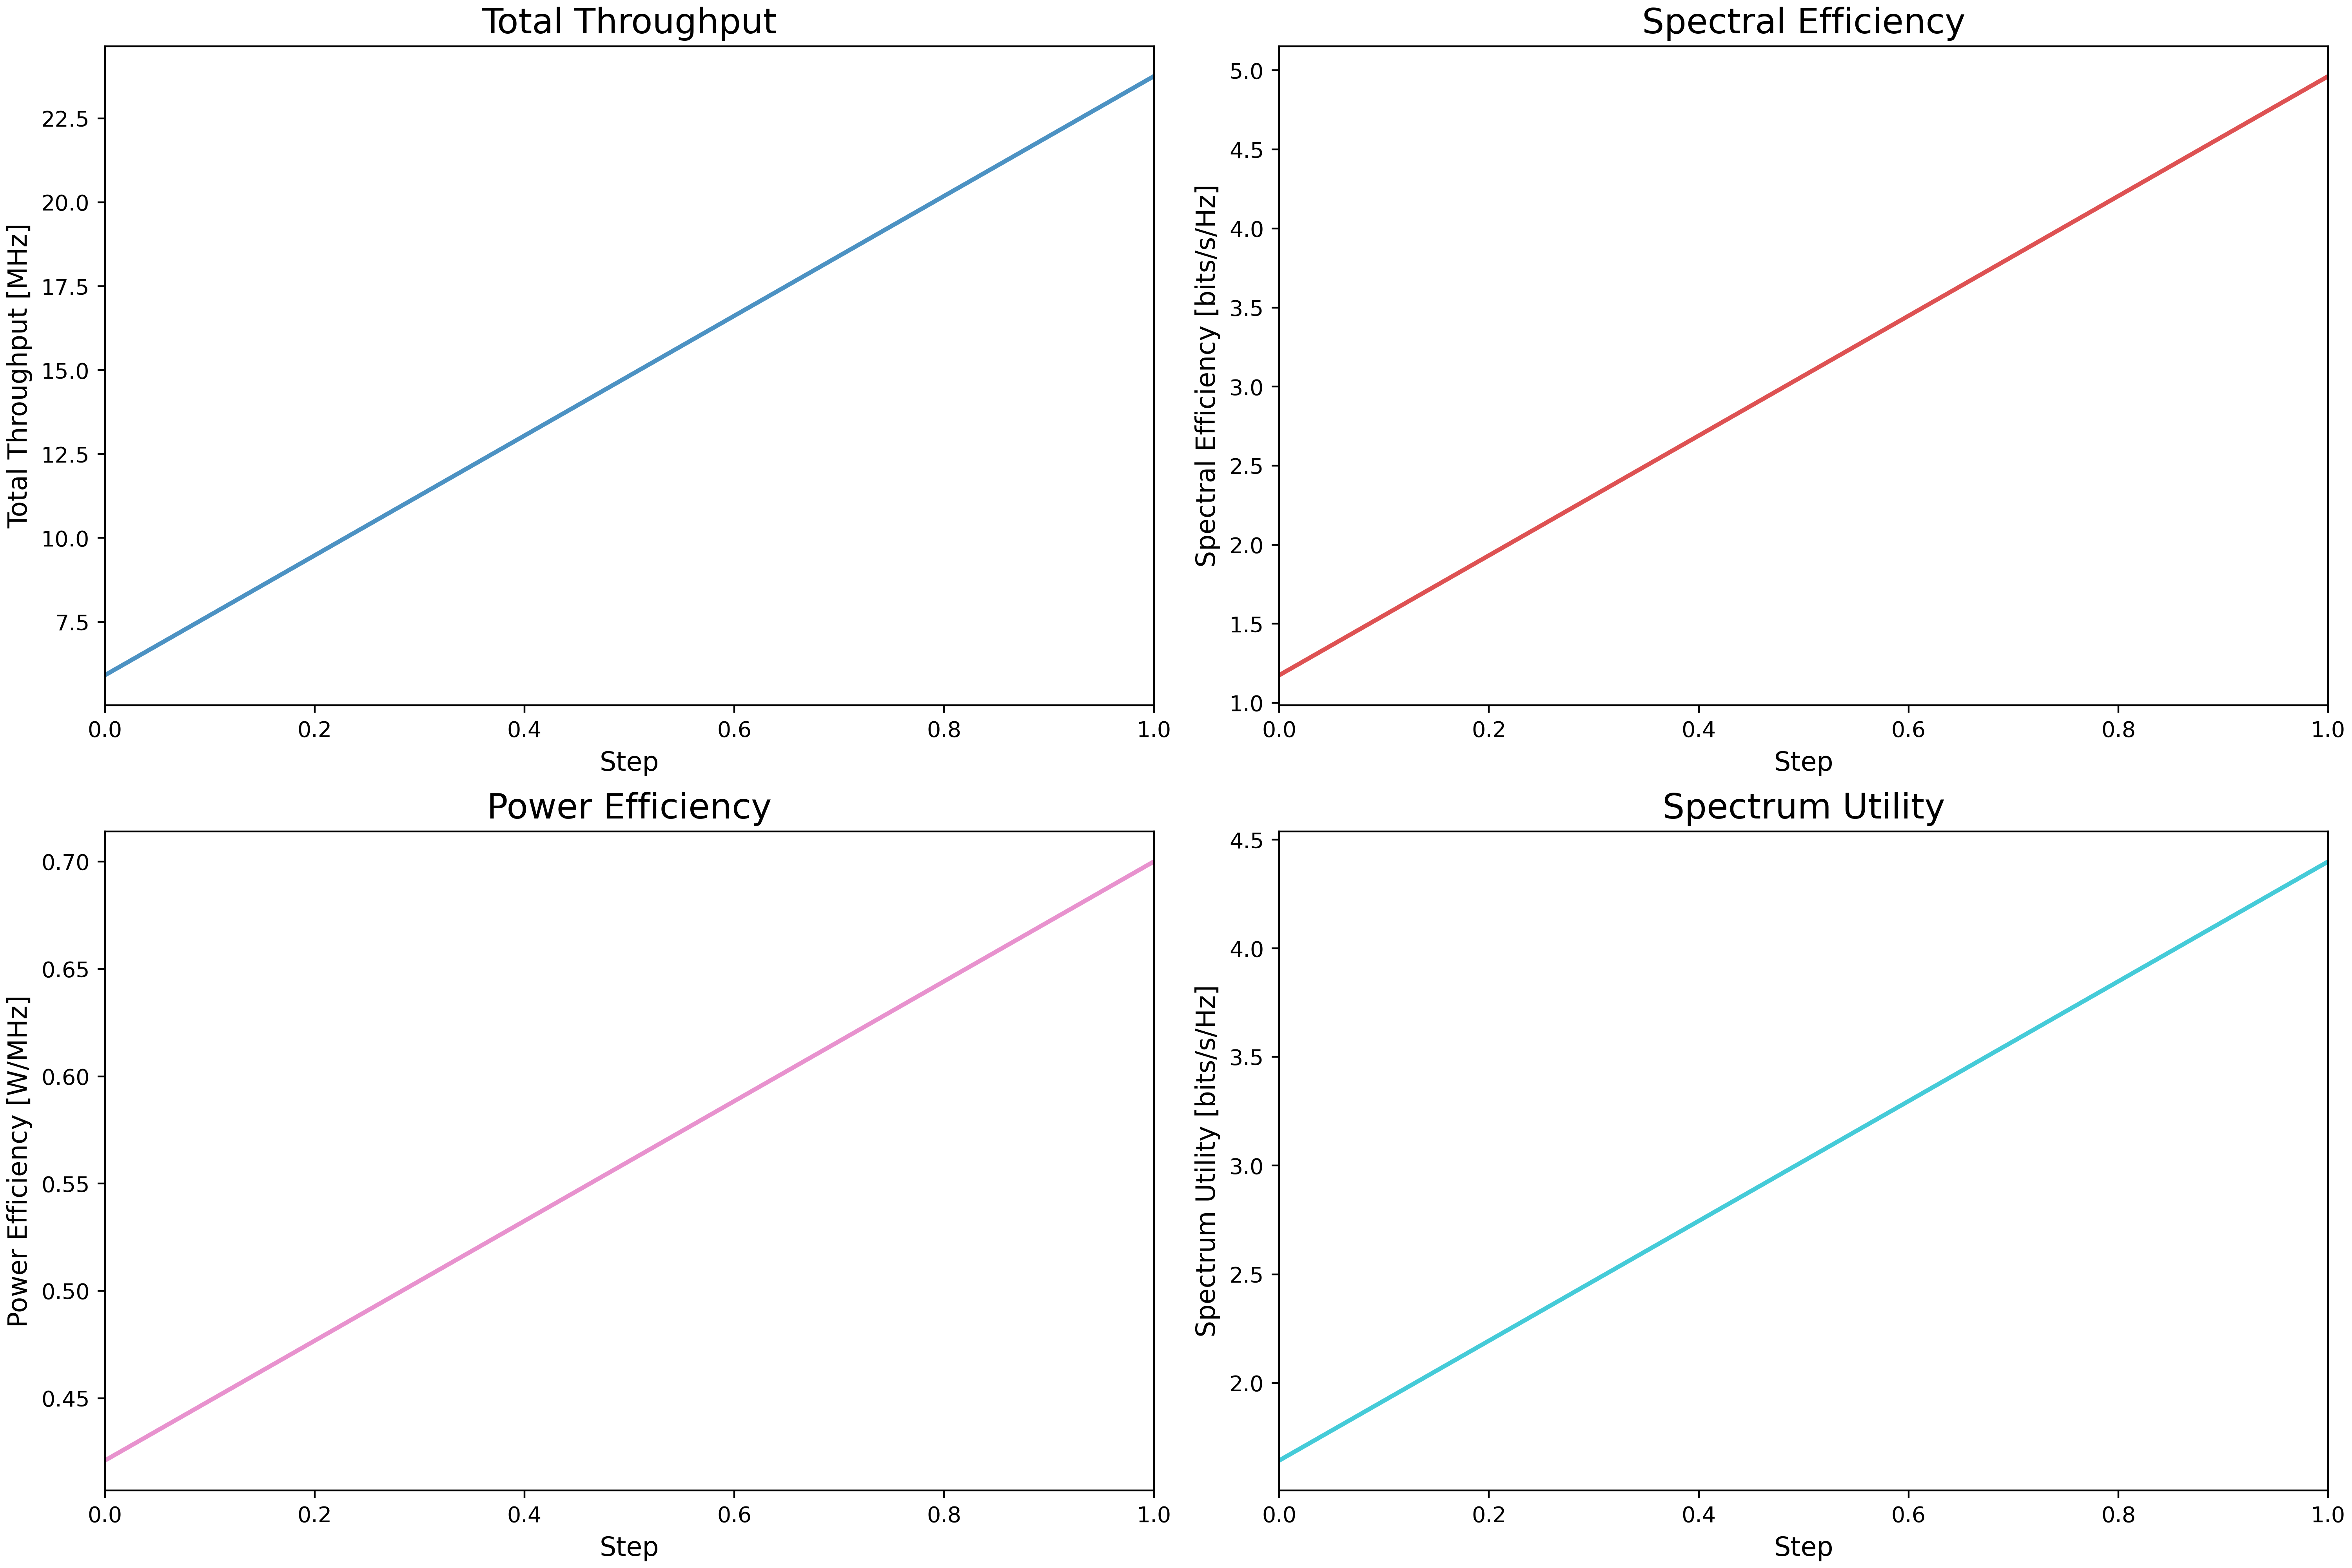 Total Throughput
Total Throughput [MHz]
22.5
20.0
17.5
15.0
12.5
10.0
7.5
0.0 0.2 0.4 0.6 0.8 1.0
Step
Spectral Efficiency
Spectral Efficiency [bits/s/Hz]
5.0
4.5
4.0
3.5
3.0
2.5
2.0
1.5
1.0
0.0 0.2 0.4 0.6 0.8 1.0
Step
Power Efficiency
Power Efficiency [W/MHz]
0.70
0.65
0.60
0.55
0.50
0.45
0.0 0.2 0.4 0.6 0.8 1.0
Step
Spectrum Utility
Spectrum Utility [bits/s/Hz]
4.5
4.0
3.5
3.0
2.5
2.0
0.0 0.2 0.4 0.6 0.8 1.0
Step